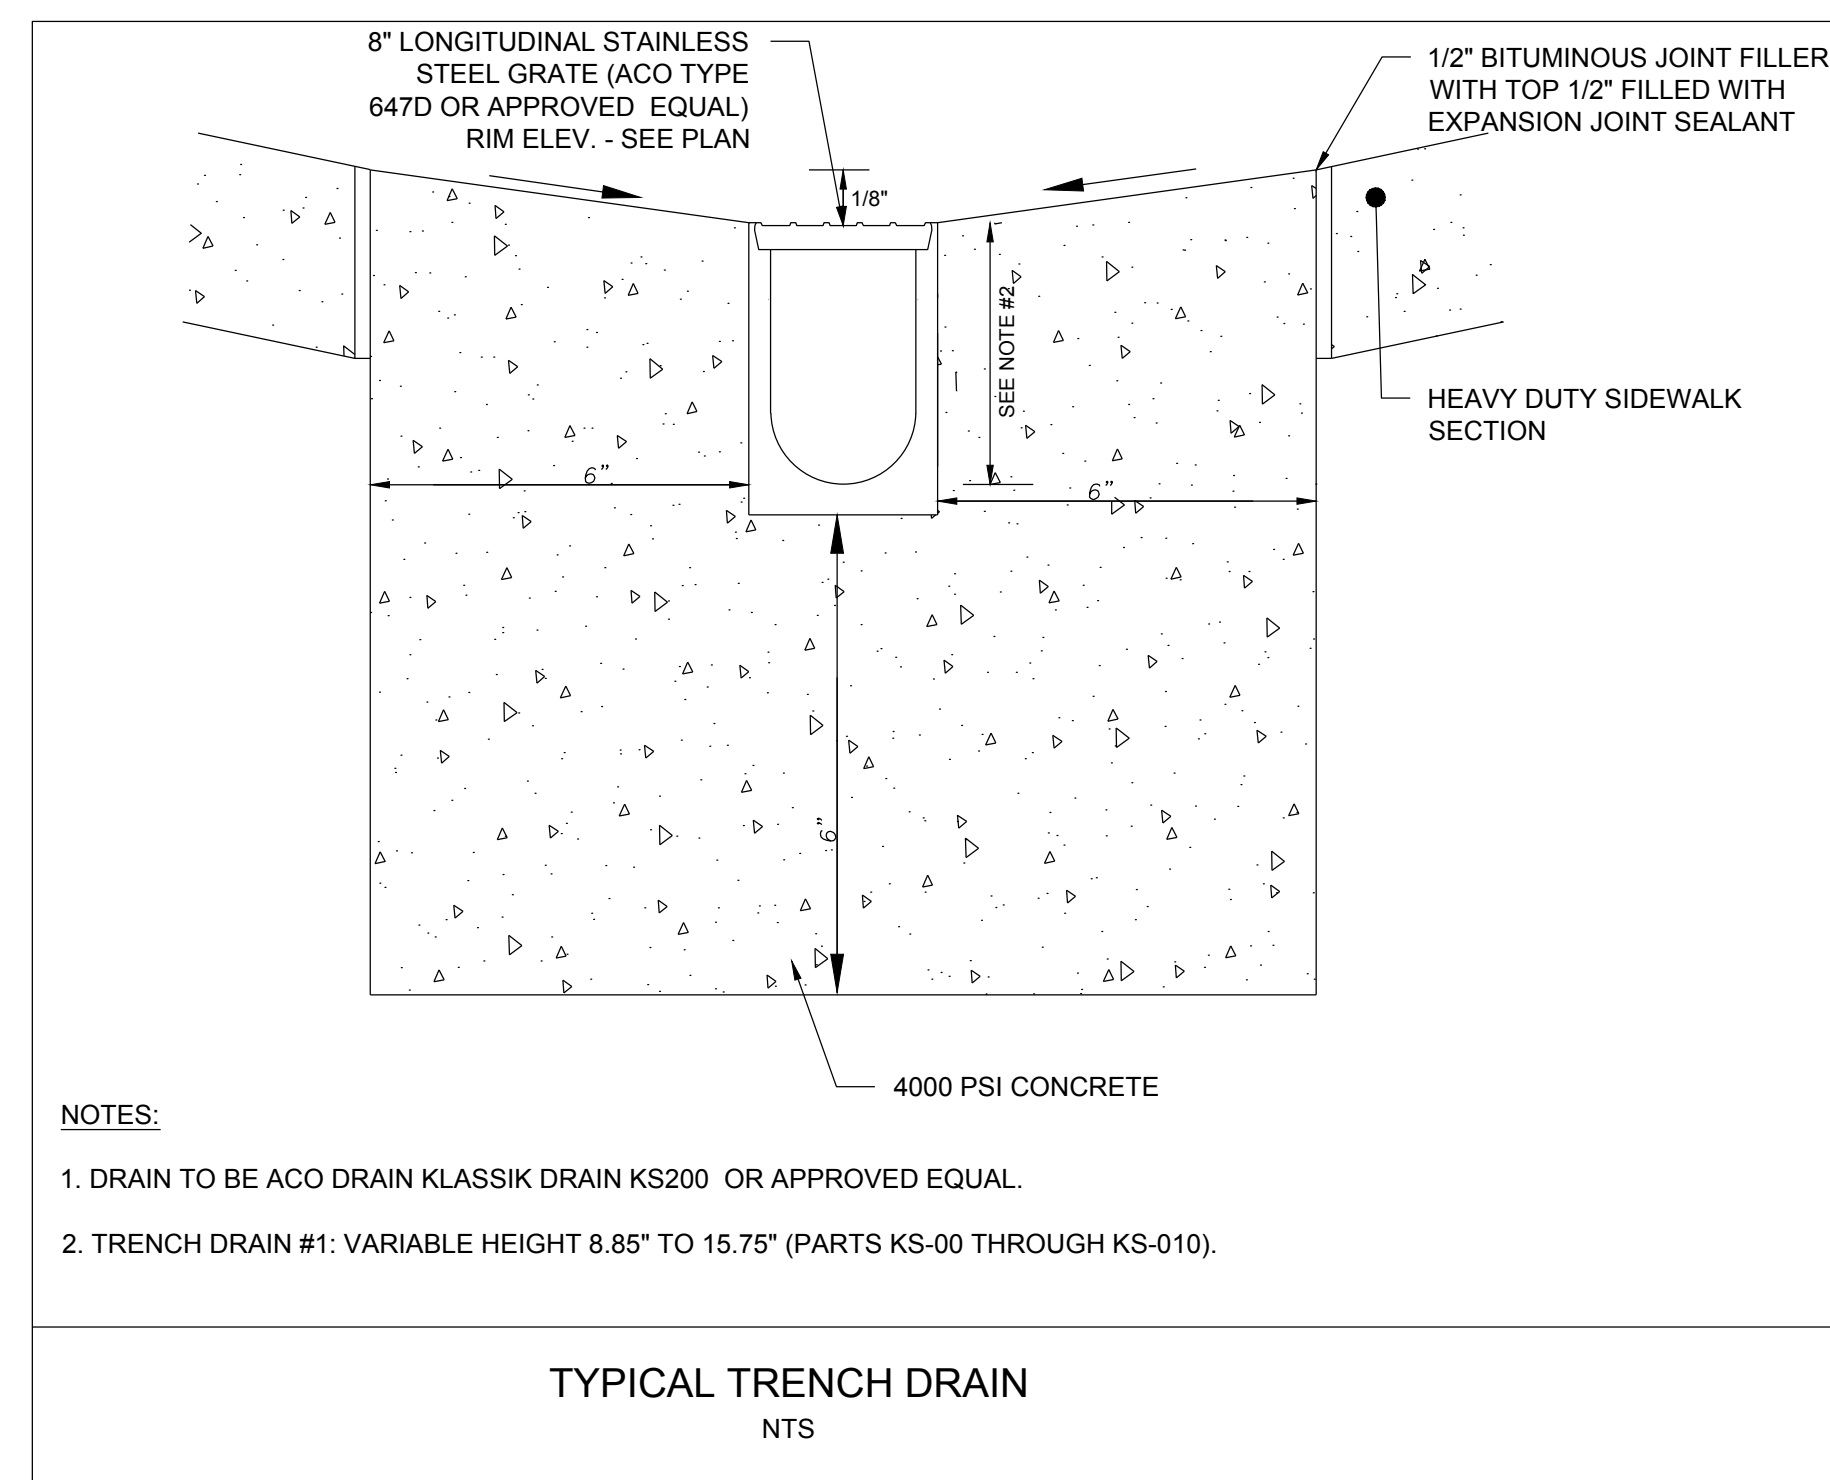 8" LONGITUDINAL STAINLESS
STEEL GRATE (ACO TYPE
647D OR APPROVED EQUAL)
RIM ELEV. - SEE PLAN
1/2" BITUMINOUS JOINT FILLER
WITH TOP 1/2" FILLED WITH
EXPANSION JOINT SEALANT
1/8"
SEE NOTE #2
HEAVY DUTY SIDEWALK
SECTION
6"
6"
6"
4000 PSI CONCRETE
NOTES:
1. DRAIN TO BE ACO DRAIN KLASSIK DRAIN KS200 OR APPROVED EQUAL.
2. TRENCH DRAIN #1: VARIABLE HEIGHT 8.85" TO 15.75" (PARTS KS-00 THROUGH KS-010).
TYPICAL TRENCH DRAIN
NTS